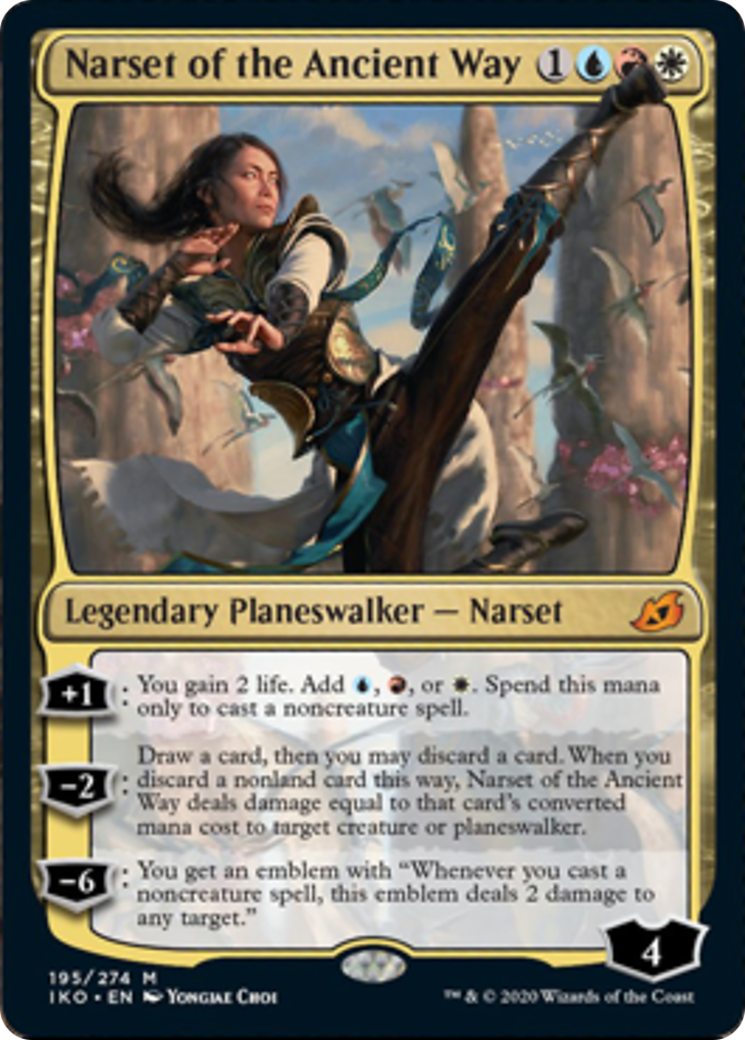 Narset of the Ancient Way 1
Legendary Planeswalker — Narset
+1 : You gain 2 life. Add , , or . Spend this mana
only to cast a noncreature spell.
Draw a card, then you may discard a card. When you
−2 : discard a nonland card this way, Narset of the Ancient
Way deals damage equal to that card's converted
mana cost to target creature or planeswalker.
−6 : You get an emblem with “Whenever you cast a
noncreature spell, this emblem deals 2 damage to
any target.”
4
195/274 M
IKO • EN Yongjae Choi
™ & © 2020 Wizards of the Coast